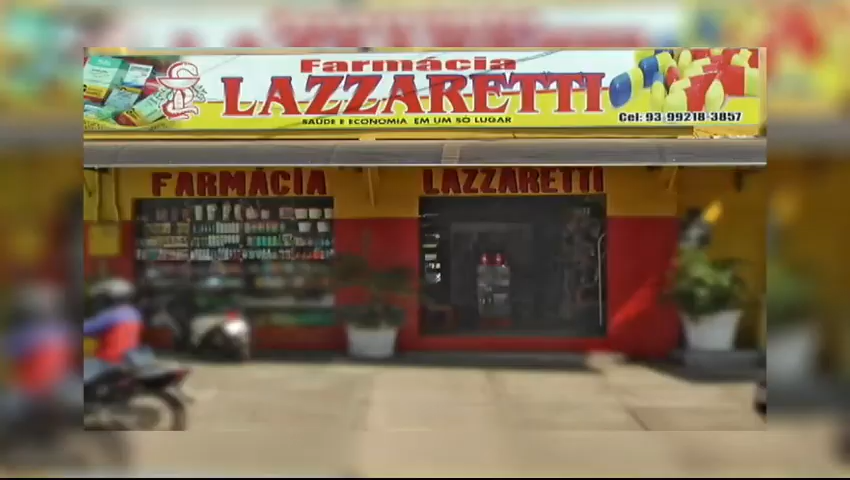 Farmácia
LAZZARETTI
SAÚDE E ECONOMIA EM UM SÓ LUGAR
Cel: 93 99218-3857
FARMÁCIA LAZZARETTI